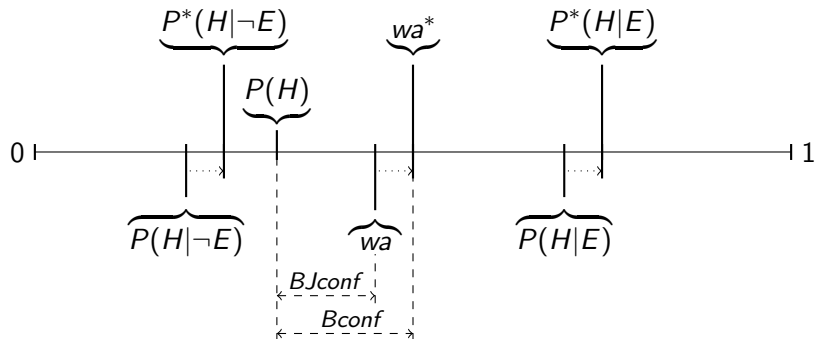 P*(H|¬E)
wa*
P*(H|E)
P(H)
0
1
P(H|¬E)
wa
P(H|E)
BJconf
Bconf